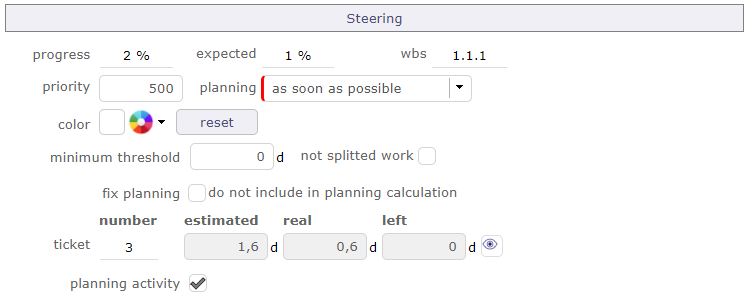 Steering
progress 2 % expected 1 % wbs 1.1.1
priority 500 planning as soon as possible
color reset
minimum threshold 0 d not splitted work
fix planning do not include in planning calculation
number estimated real left
ticket 3 1,6 d 0,6 d 0 d
planning activity